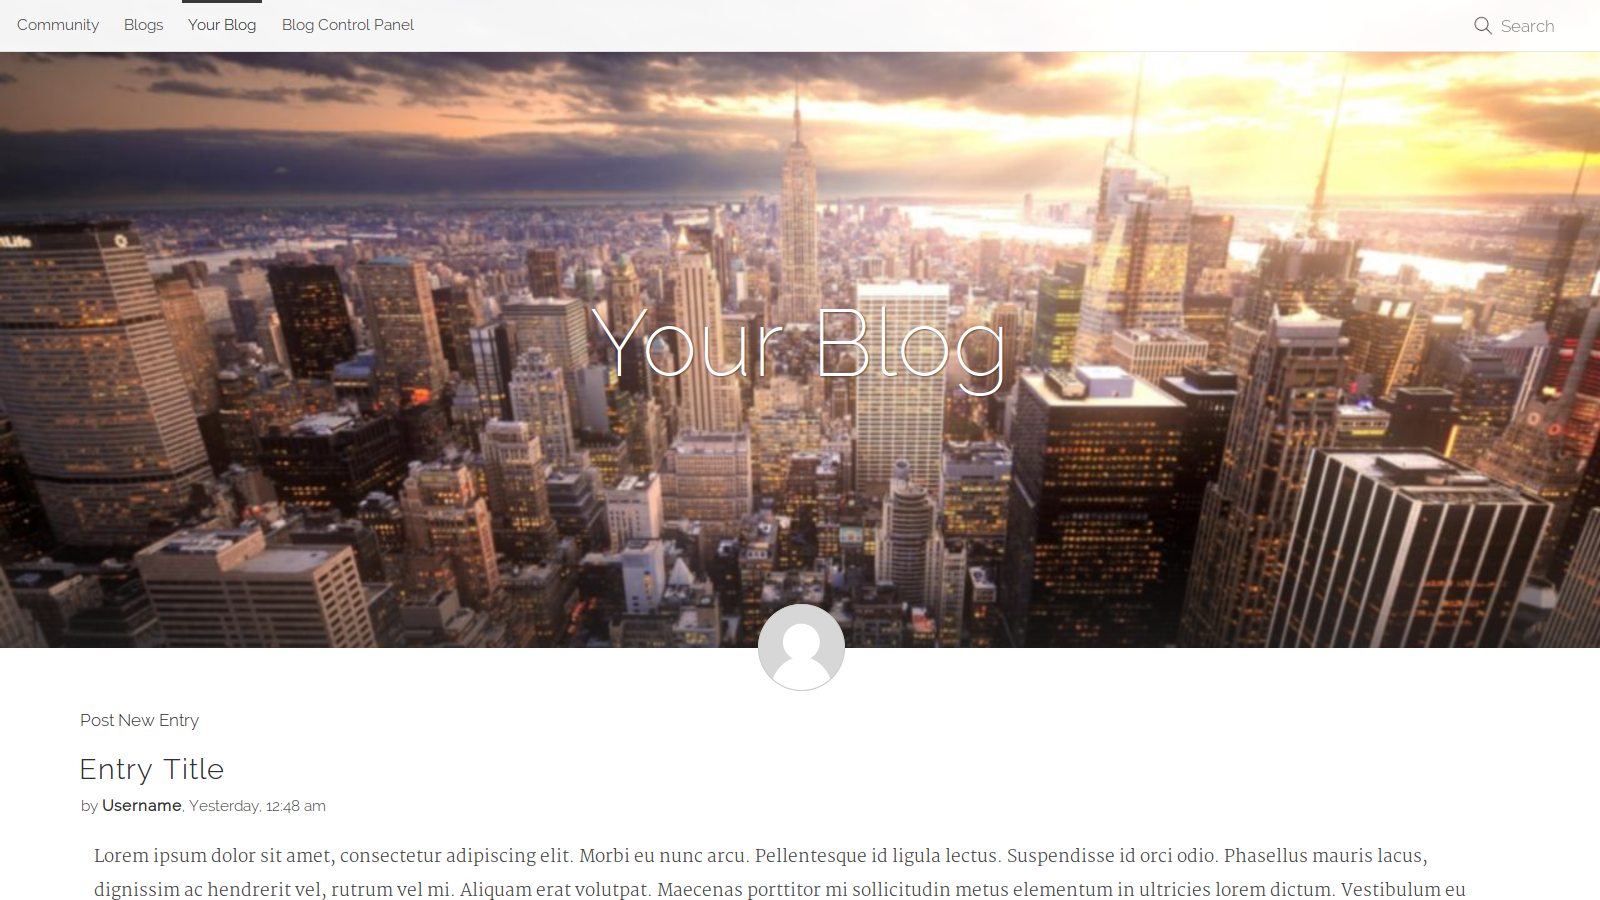 Community Blogs Your Blog Blog Control Panel Search
Your Blog
Post New Entry
Entry Title
by Username, Yesterday, 12:48 am
Lorem ipsum dolor sit amet, consectetur adipiscing elit. Morbi eu nunc arcu. Pellentesque id ligula lectus. Suspendisse id orci odio. Phasellus mauris lacus,
dignissim ac hendrerit vel, rutrum vel mi. Aliquam erat volutpat. Maecenas porttitor mi sollicitudin metus elementum in ultricies lorem dictum. Vestibulum eu